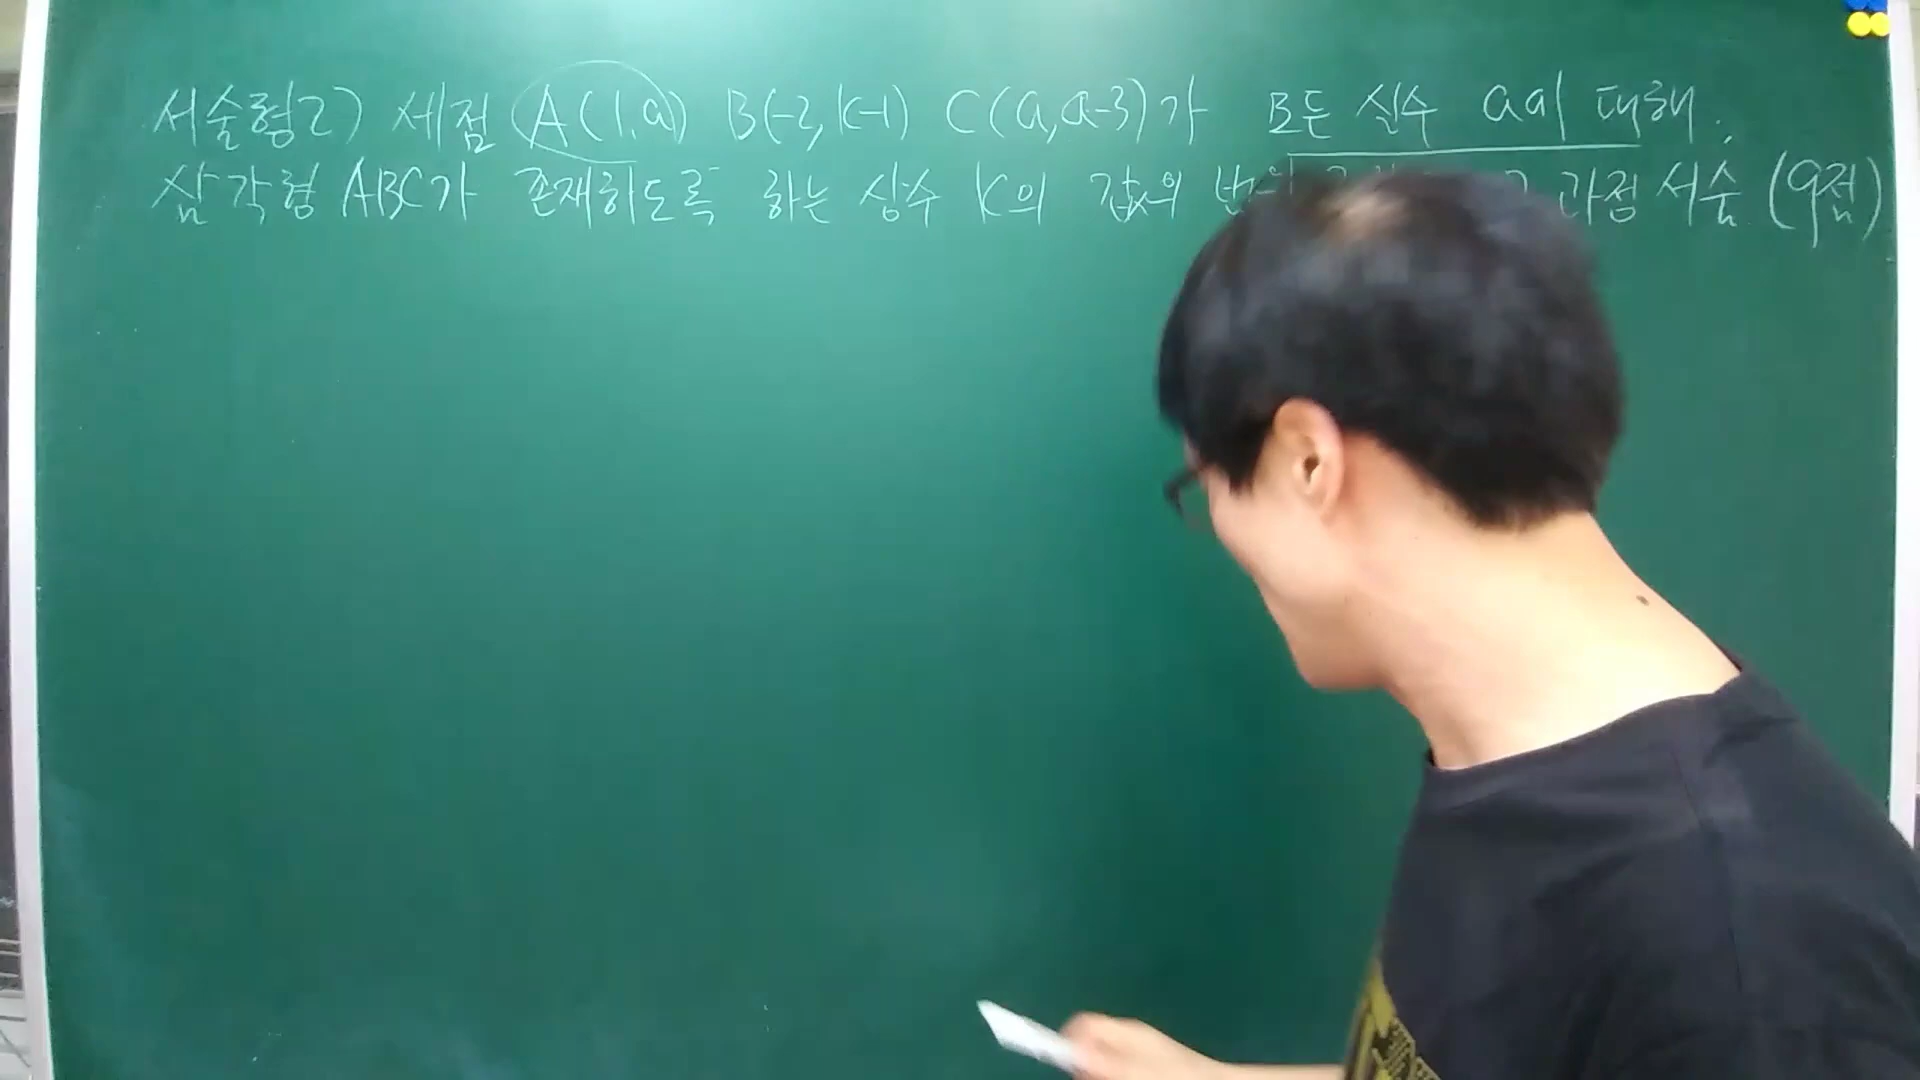 서술형2) 세점 A(1,a) B(-2,k-1) C(a,a-3)가 모든 실수 a에 대해,
삼각형 ABC가 존재하도록 하는 상수 k의 값의 과정 서술 (9점)